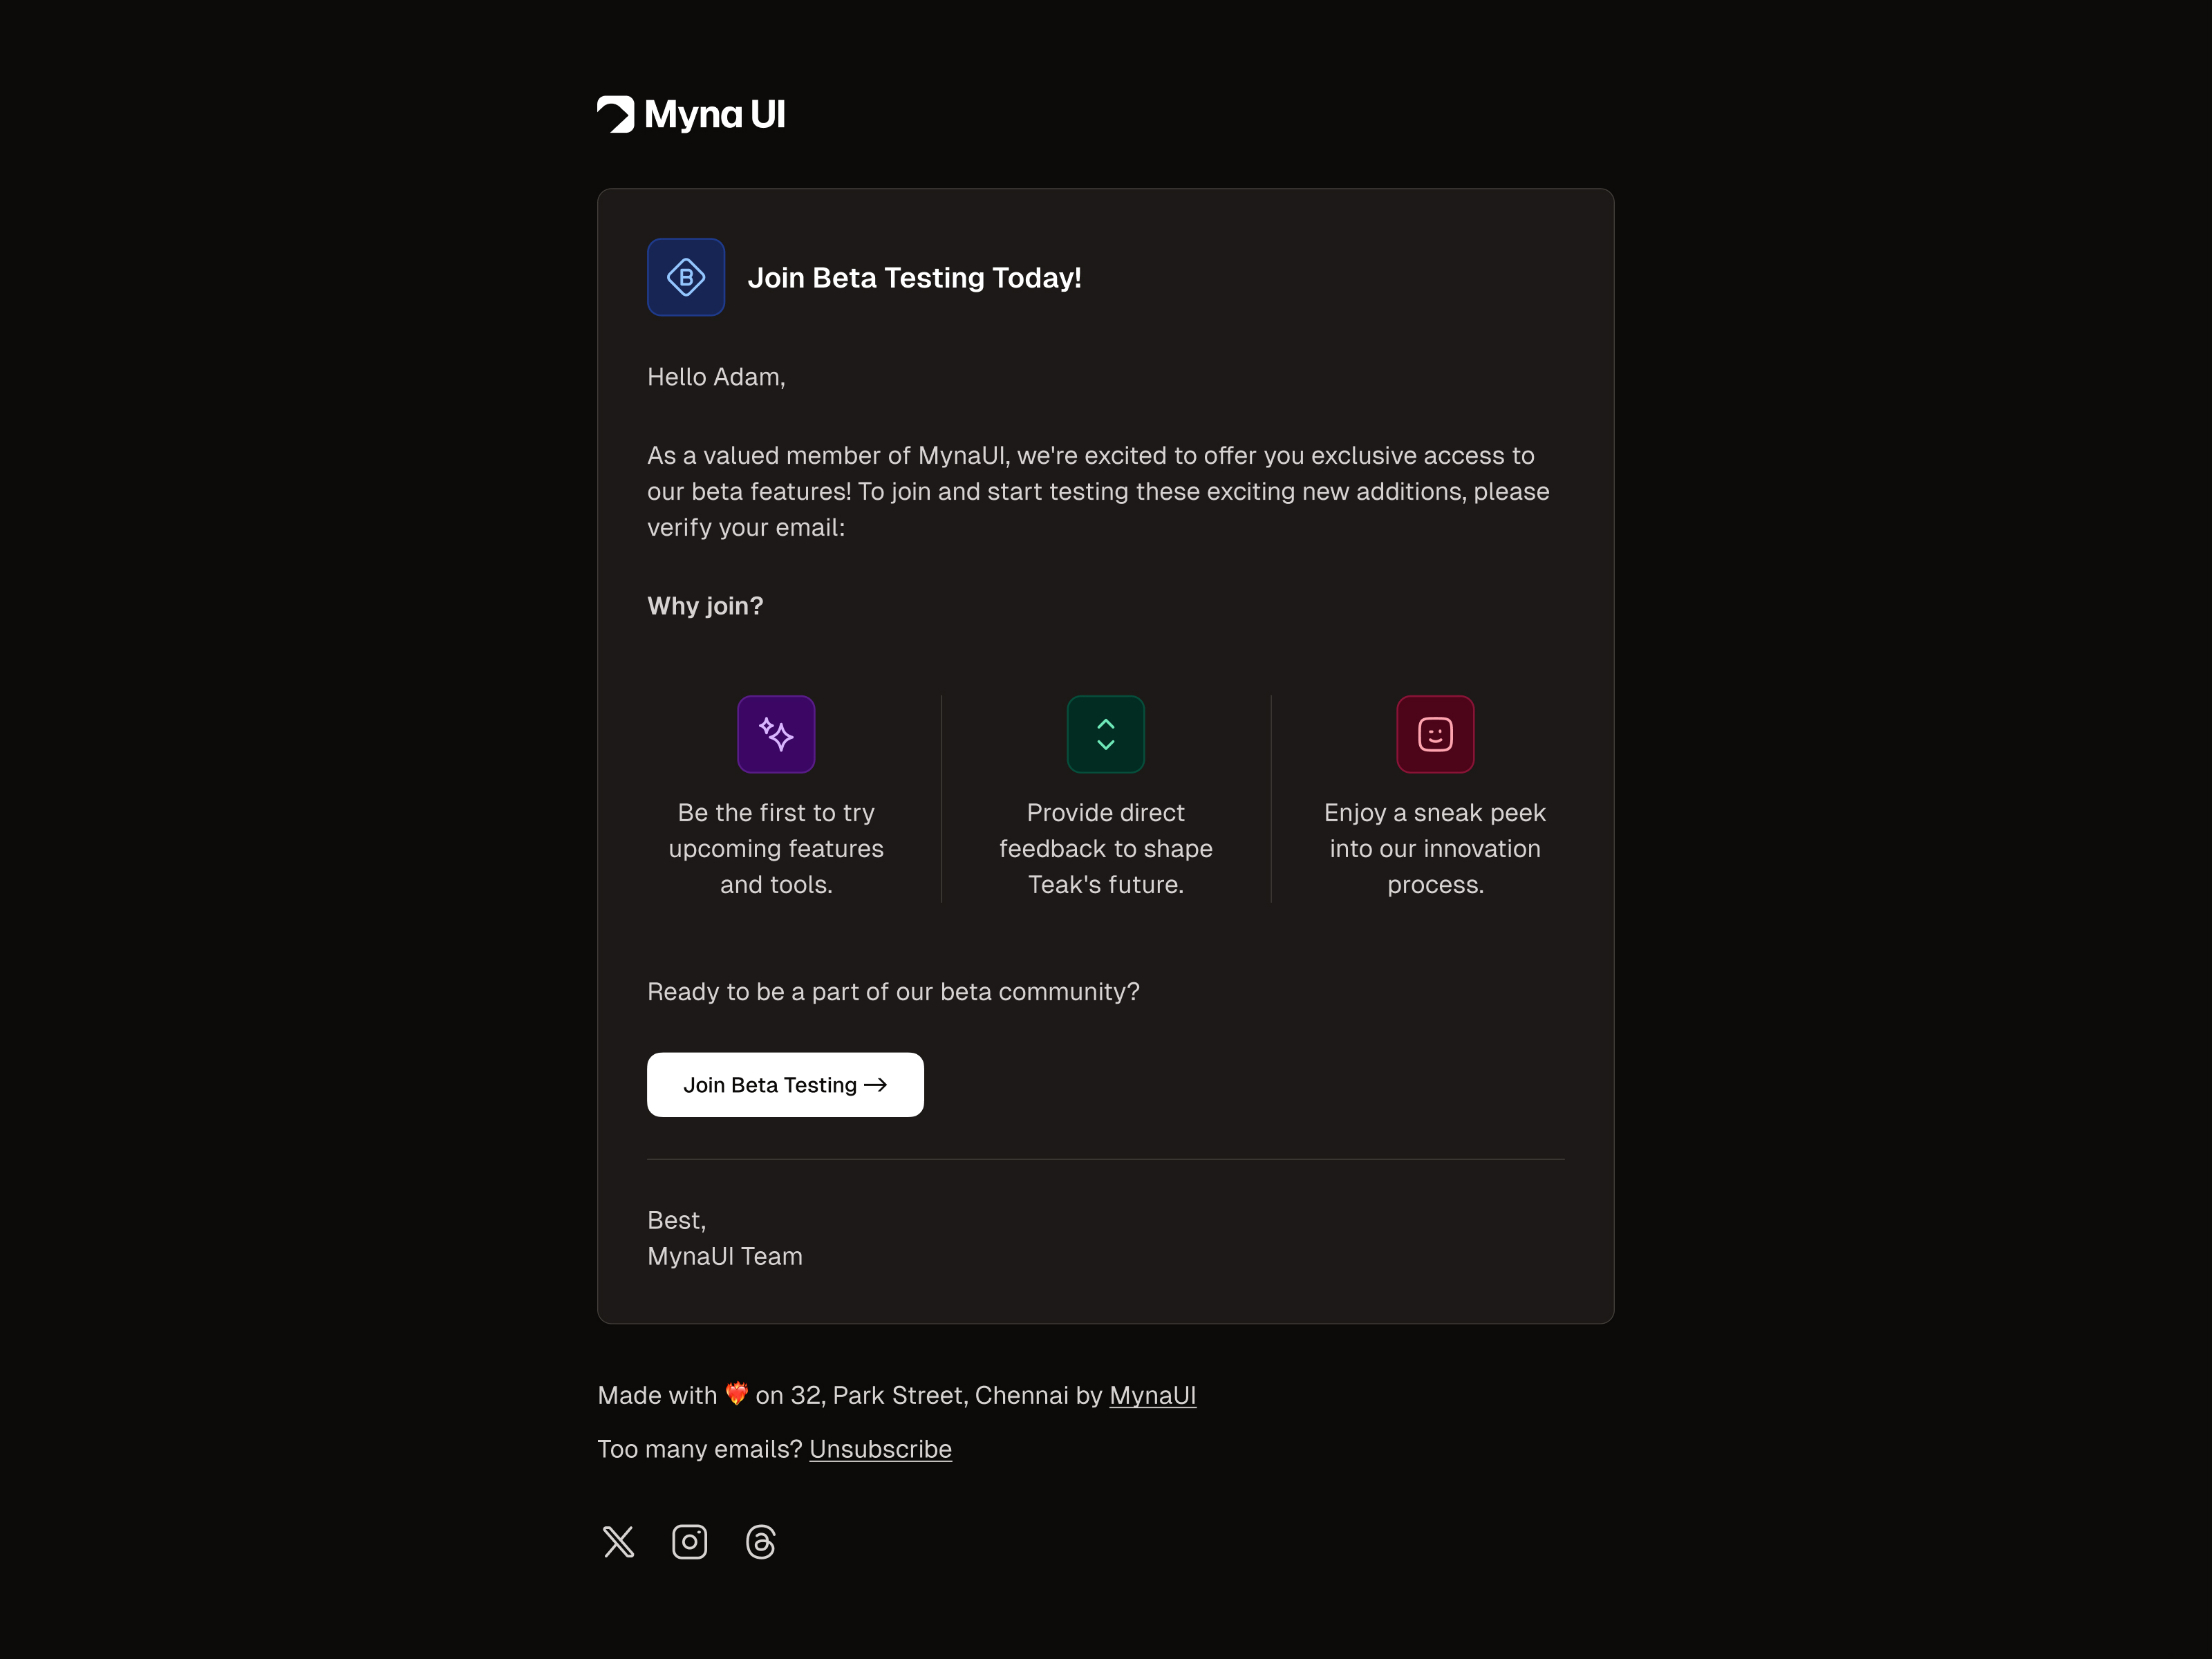 Myna UI
B
Join Beta Testing Today!
Hello Adam,
As a valued member of MynaUI, we're excited to offer you exclusive access to
our beta features! To join and start testing these exciting new additions, please
verify your email:
Why join?
Be the first to try
upcoming features
and tools.
Provide direct
feedback to shape
Teak's future.
Enjoy a sneak peek
into our innovation
process.
Ready to be a part of our beta community?
Join Beta Testing →
Best,
MynaUI Team
Made with ❤️‍🔥 on 32, Park Street, Chennai by MynaUI
Too many emails? Unsubscribe